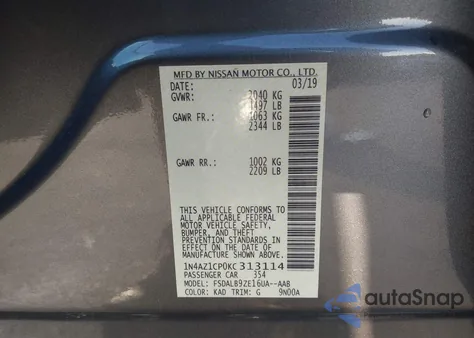 MFD BY NISSAN MOTOR CO., LTD.
DATE: 03/19
GVWR: 2040 KG
4497 LB
GAWR FR.: 1063 KG
2344 LB
GAWR RR.: 1002 KG
2209 LB
THIS VEHICLE CONFORMS TO
ALL APPLICABLE FEDERAL
MOTOR VEHICLE SAFETY,
BUMPER, AND THEFT
PREVENTION STANDARDS IN
EFFECT ON THE DATE OF
MANUFACTURE SHOWN ABOVE.
1N4AZ1CP0KC313114
PASSENGER CAR 354
MODEL: FSDALB92E16UA--AAB
COLOR: KAD TRIM: G 9N00A
autoSnap